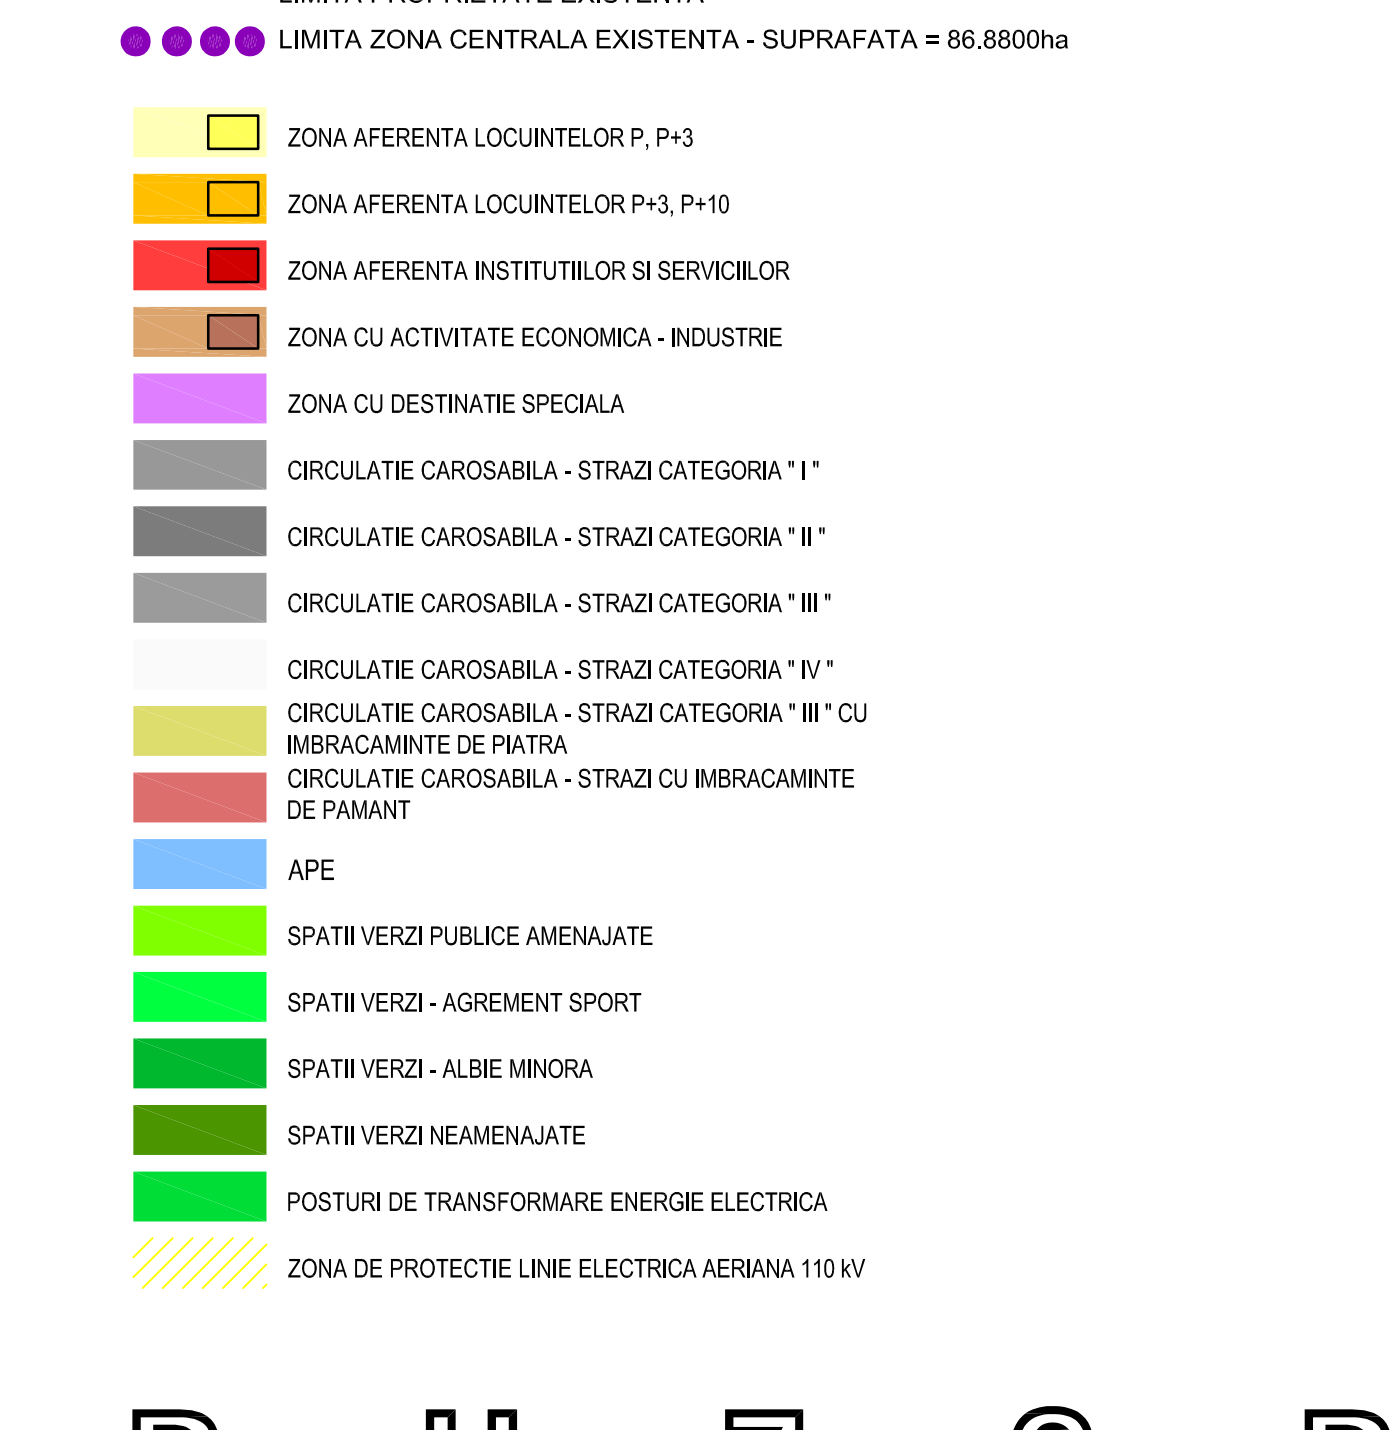 LIMITA PROPRIETATE EXISTENTA
LIMITA ZONA CENTRALA EXISTENTA - SUPRAFATA = 86.8800ha
ZONA AFERENTA LOCUINTELOR P, P+3
ZONA AFERENTA LOCUINTELOR P+3, P+10
ZONA AFERENTA INSTITUTIILOR SI SERVICIILOR
ZONA CU ACTIVITATE ECONOMICA - INDUSTRIE
ZONA CU DESTINATIE SPECIALA
CIRCULATIE CAROSABILA - STRAZI CATEGORIA " I "
CIRCULATIE CAROSABILA - STRAZI CATEGORIA " II "
CIRCULATIE CAROSABILA - STRAZI CATEGORIA " III "
CIRCULATIE CAROSABILA - STRAZI CATEGORIA " IV "
CIRCULATIE CAROSABILA - STRAZI CATEGORIA " III " CU
IMBRACAMINTE DE PIATRA
CIRCULATIE CAROSABILA - STRAZI CU IMBRACAMINTE
DE PAMANT
APE
SPATII VERZI PUBLICE AMENAJATE
SPATII VERZI - AGREMENT SPORT
SPATII VERZI - ALBIE MINORA
SPATII VERZI NEAMENAJATE
POSTURI DE TRANSFORMARE ENERGIE ELECTRICA
ZONA DE PROTECTIE LINIE ELECTRICA AERIANA 110 kV